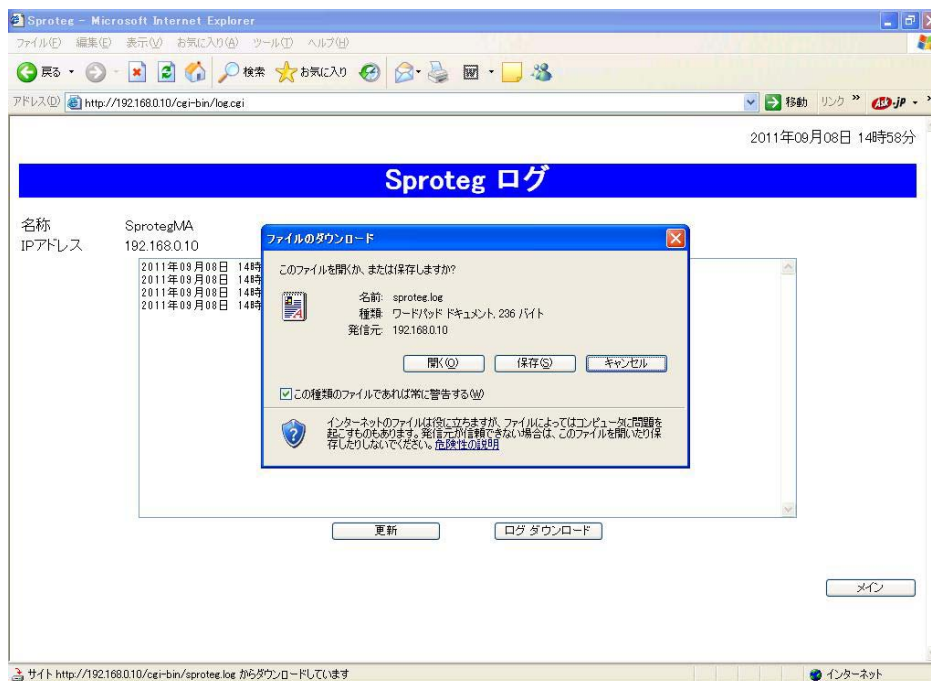 Sproteg - Microsoft Internet Explorer
ファイル(F) 編集(E) 表示(V) お気に入り(A) ツール(T) ヘルプ(H)
戻る 検索 お気に入り
アドレス(D) http://192.168.0.10/cgi-bin/log.cgi 移動 リンク » Ask.jp
2011年09月08日 14時58分
Sproteg ログ
名称 SprotegMA
IPアドレス 192.168.0.10
2011年09月08日 14時
2011年09月08日 14時
2011年09月08日 14時
2011年09月08日 14時
ファイルのダウンロード
このファイルを開くか、または保存しますか?
名前: sproteg.log
種類: ワードパッド ドキュメント, 236 バイト
発信元: 192.168.0.10
開く(O) 保存(S) キャンセル
この種類のファイルであれば常に警告する(W)
インターネットのファイルは役に立ちますが、ファイルによってはコンピュータに問題を
起こすものもあります。発信元が信頼できない場合は、このファイルを開いたり保
存したりしないでください。危険性の説明
更新 ログ ダウンロード
メイン
サイト http://192.168.0.10/cgi-bin/sproteg.log からダウンロードしています インターネット